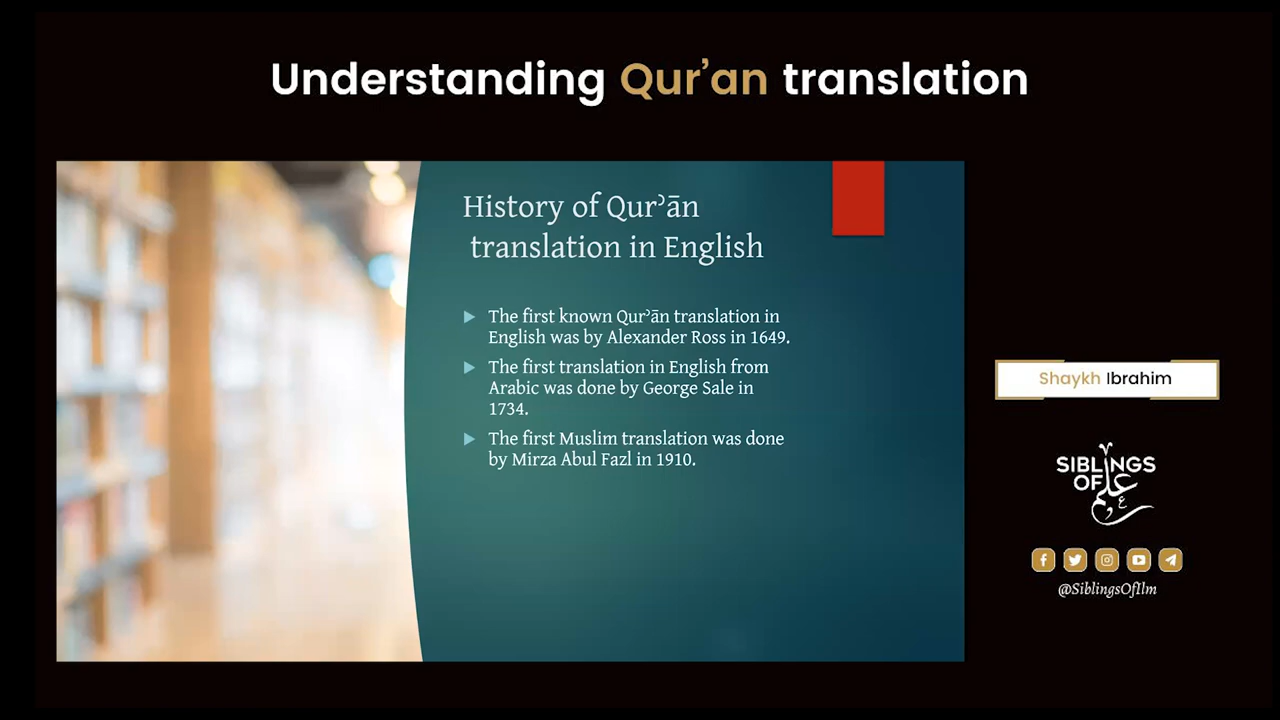 Understanding Qur’an translation
History of Qurʾān
translation in English
The first known Qurʾān translation in
English was by Alexander Ross in 1649.
The first translation in English from
Arabic was done by George Sale in
1734.
The first Muslim translation was done
by Mirza Abul Fazl in 1910.
Shaykh Ibrahim
SIBLINGS
OF علم
@SiblingsOfIlm